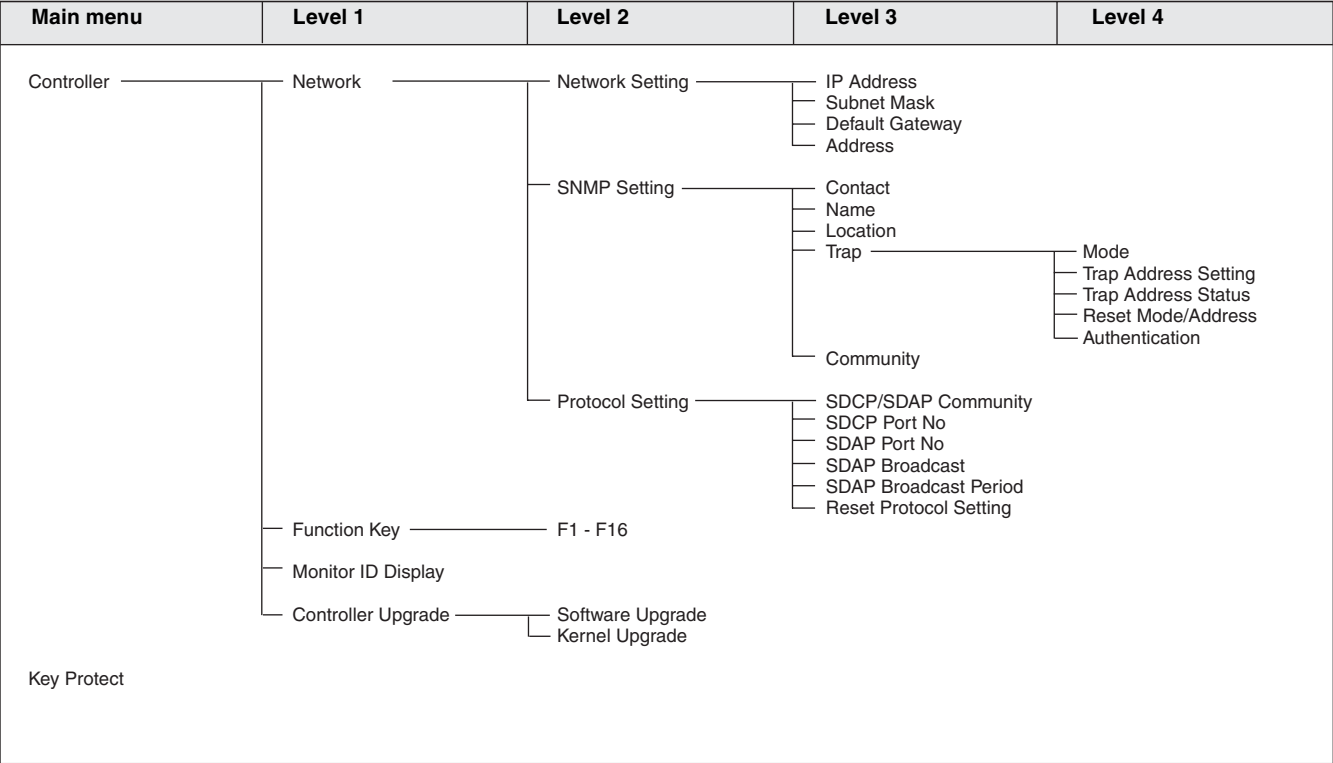 Main menu Level 1 Level 2 Level 3 Level 4
Controller Network Network Setting IP Address
Subnet Mask
Default Gateway
Address
SNMP Setting Contact
Name
Location
Trap Mode
Trap Address Setting
Trap Address Status
Reset Mode/Address
Authentication
Community
Protocol Setting SDCP/SDAP Community
SDCP Port No
SDAP Port No
SDAP Broadcast
SDAP Broadcast Period
Reset Protocol Setting
Function Key F1 - F16
Monitor ID Display
Controller Upgrade Software Upgrade
Kernel Upgrade
Key Protect